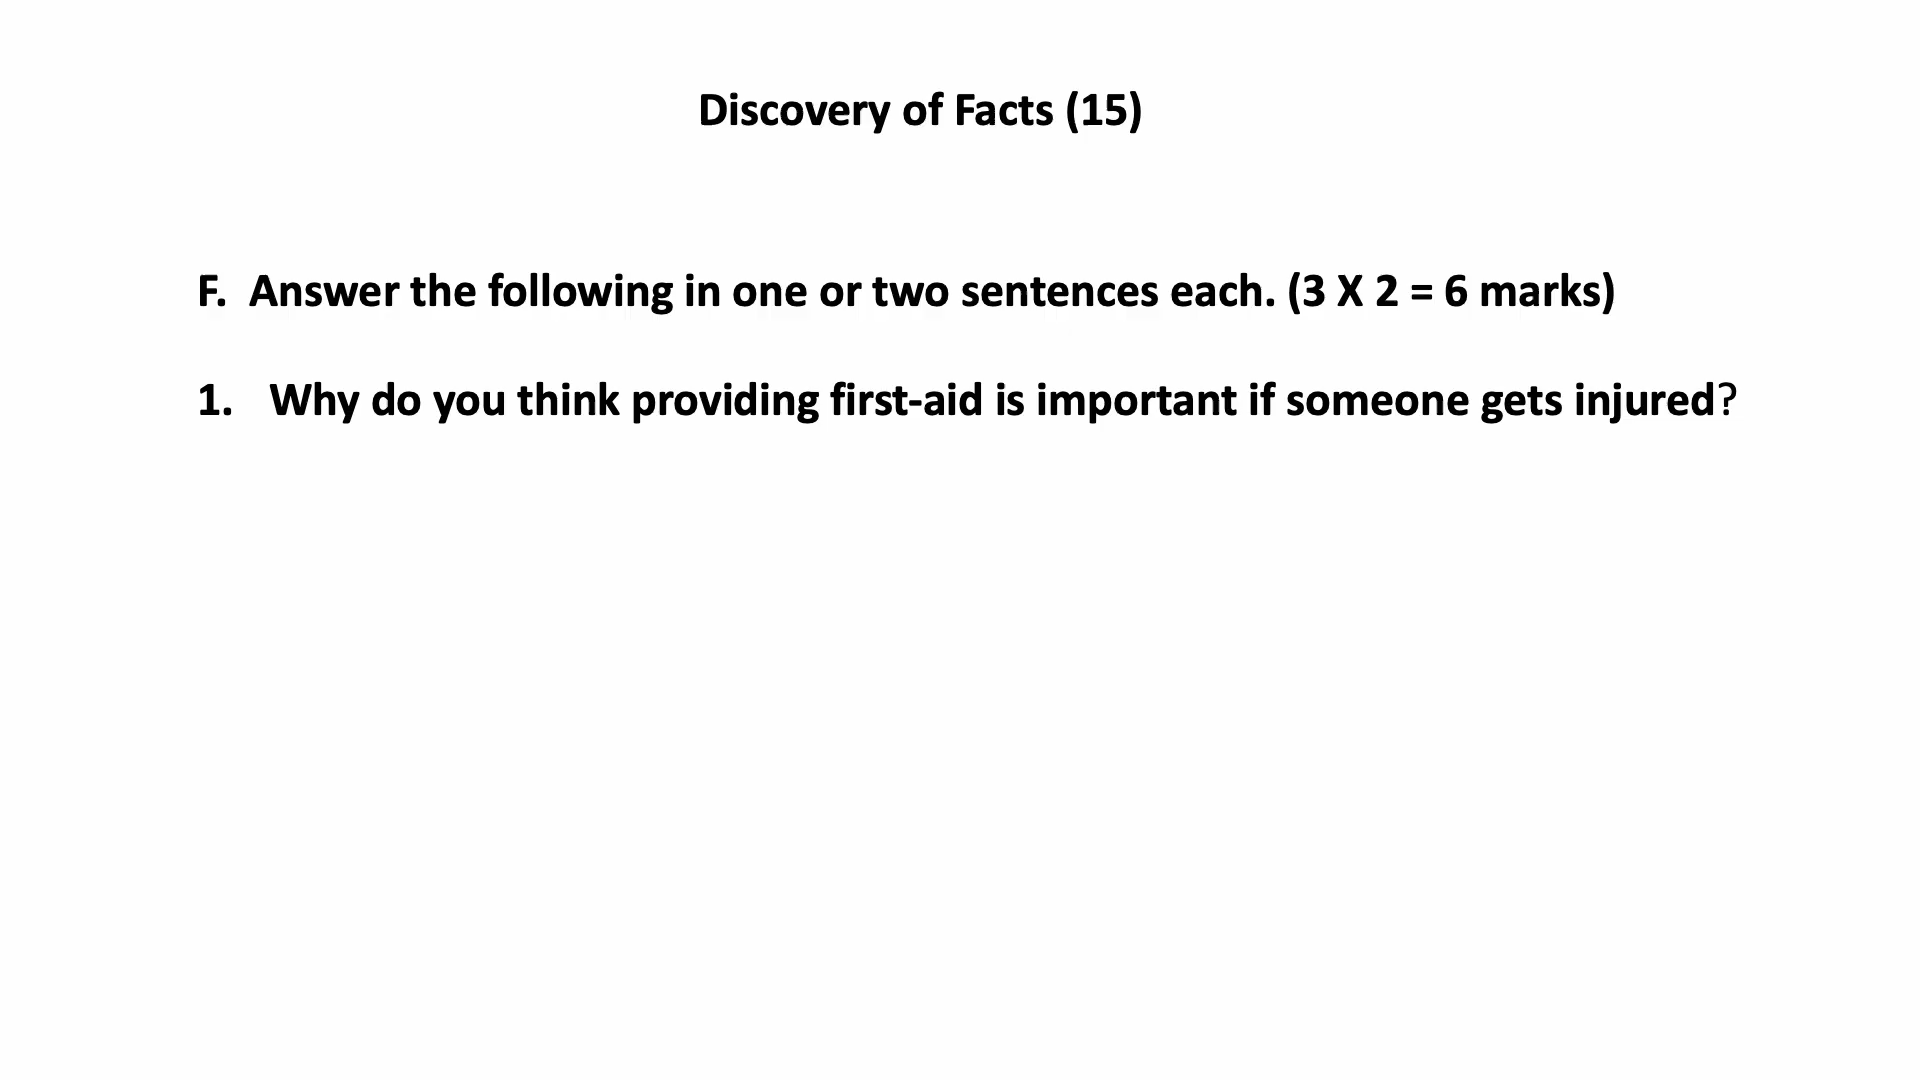 Discovery of Facts (15)
F. Answer the following in one or two sentences each. (3 X 2 = 6 marks)
1. Why do you think providing first-aid is important if someone gets injured?